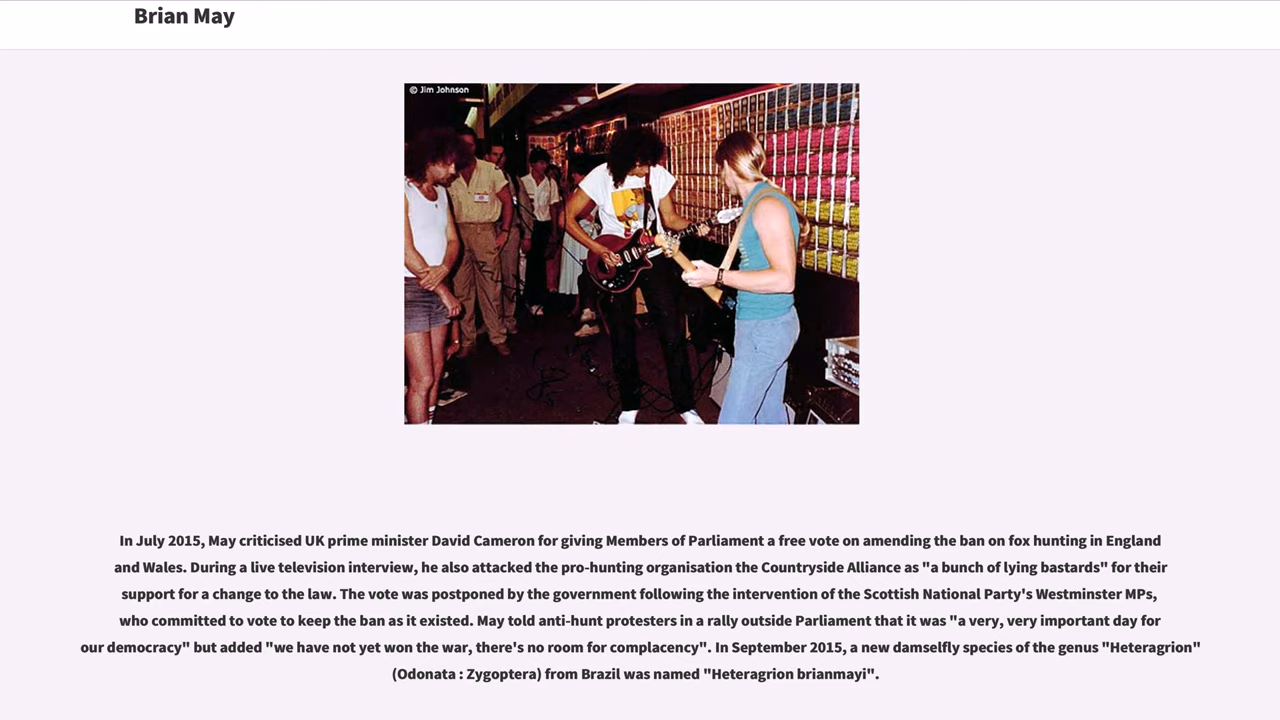 Brian May
© Jim Johnson
In July 2015, May criticised UK prime minister David Cameron for giving Members of Parliament a free vote on amending the ban on fox hunting in England
and Wales. During a live television interview, he also attacked the pro-hunting organisation the Countryside Alliance as "a bunch of lying bastards" for their
support for a change to the law. The vote was postponed by the government following the intervention of the Scottish National Party's Westminster MPs,
who committed to vote to keep the ban as it existed. May told anti-hunt protesters in a rally outside Parliament that it was "a very, very important day for
our democracy" but added "we have not yet won the war, there's no room for complacency". In September 2015, a new damselfly species of the genus "Heteragrion"
(Odonata : Zygoptera) from Brazil was named "Heteragrion brianmayi".